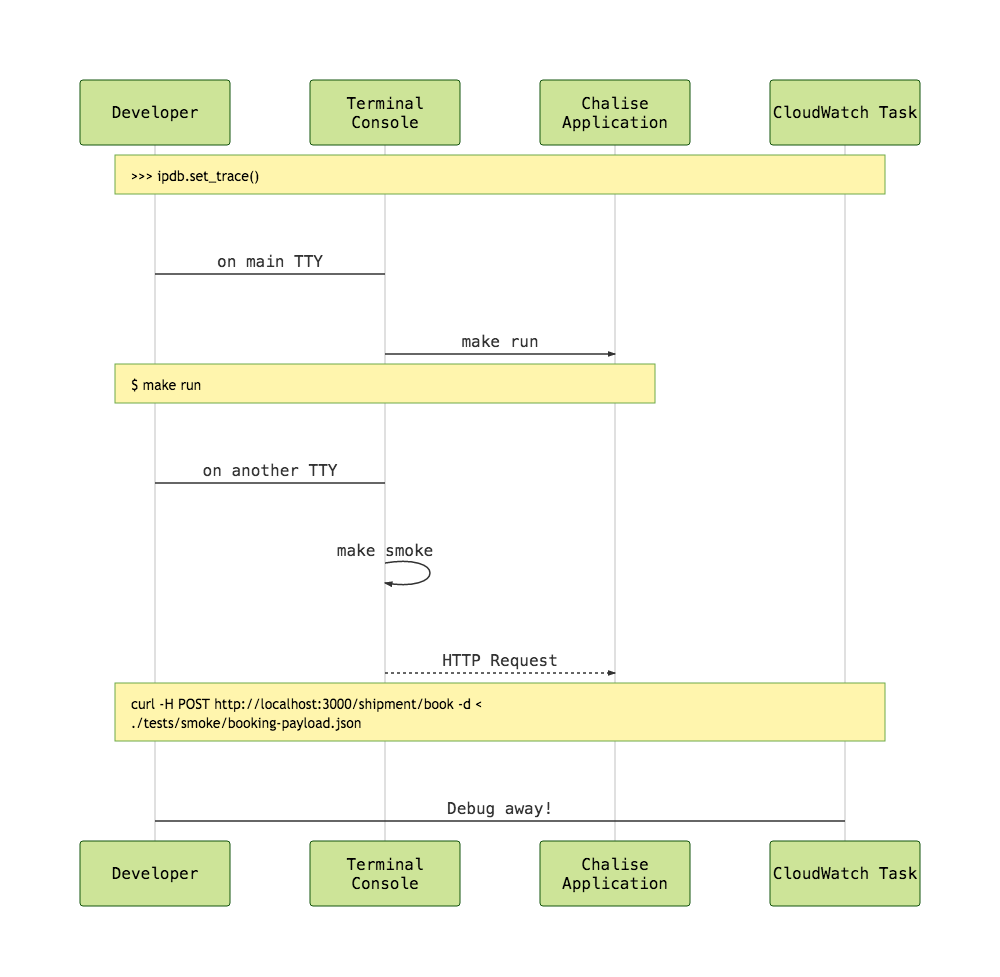 Developer
Terminal
Console
Chalise
Application
CloudWatch Task
>>> ipdb.set_trace()
on main TTY
make run
$ make run
on another TTY
make smoke
HTTP Request
curl -H POST http://localhost:3000/shipment/book -d <
./tests/smoke/booking-payload.json
Debug away!
Developer
Terminal
Console
Chalise
Application
CloudWatch Task